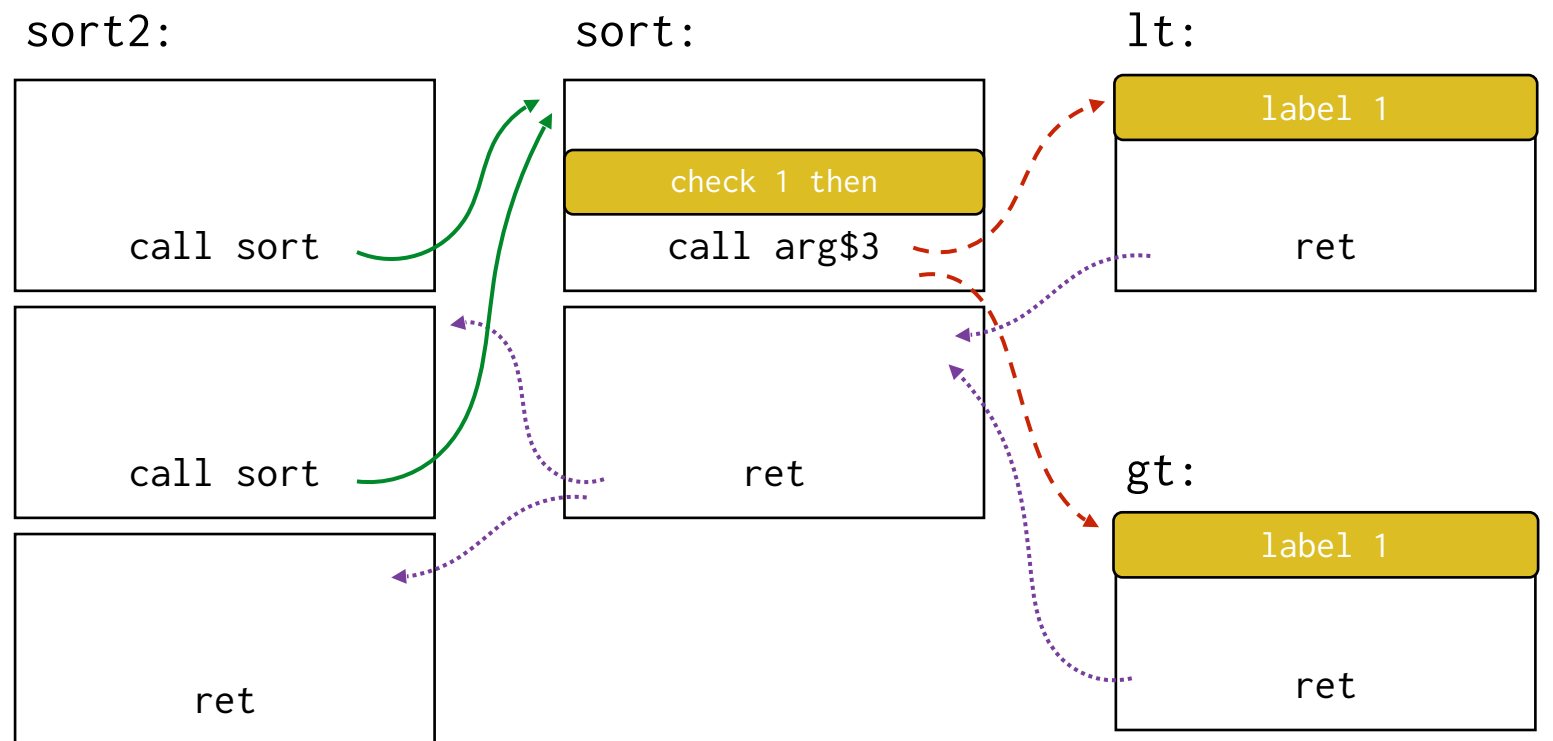 sort2:
call sort
call sort
ret
sort:
check 1 then
call arg$3
ret
lt:
label 1
ret
gt:
label 1
ret